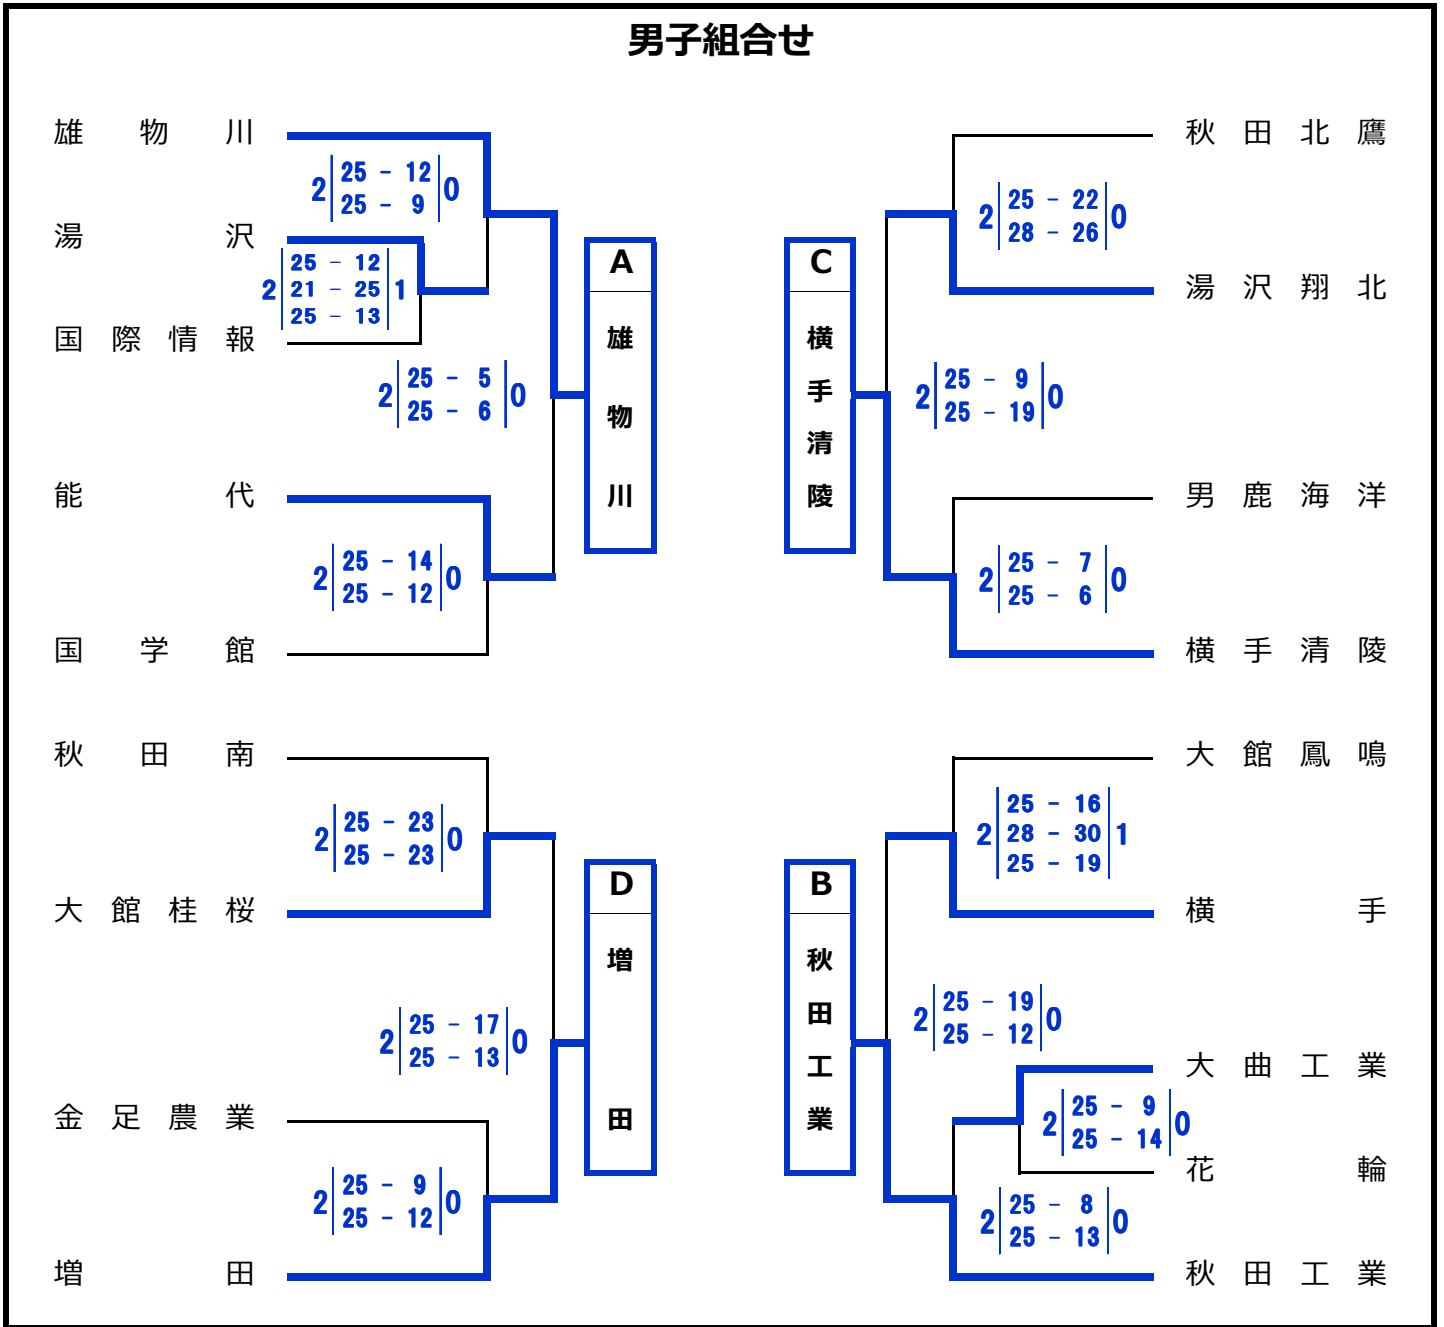 男子組合せ
雄物川
2 25 - 12 0
25 - 9
湯沢
2 25 - 12 1
21 - 25
25 - 13
国際情報
2 25 - 5 0
25 - 6
能代
2 25 - 14 0
25 - 12
国学館
A
雄物川
秋田南
2 25 - 23 0
25 - 23
大館桂桜
2 25 - 17 0
25 - 13
金足農業
2 25 - 9 0
25 - 12
増田
D
増田
C
横手清陵
秋田北鷹
2 25 - 22 0
28 - 26
湯沢翔北
2 25 - 9 0
25 - 19
男鹿海洋
2 25 - 7 0
25 - 6
横手清陵
B
秋田工業
大館鳳鳴
2 25 - 16 1
28 - 30
25 - 19
横手
2 25 - 19 0
25 - 12
大曲工業
2 25 - 9 0
25 - 14
花輪
2 25 - 8 0
25 - 13
秋田工業